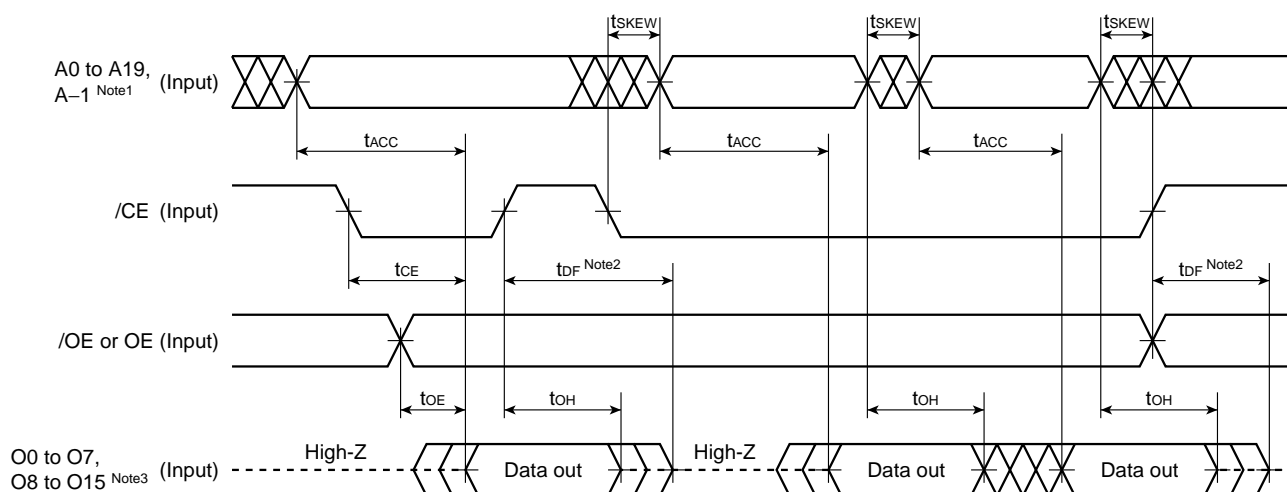 tSKEW tSKEW tSKEW
A0 to A19,
A−1 Note1 (Input)
tACC tACC tACC
/CE (Input)
tCE tDF Note2 tDF Note2
/OE or OE (Input)
tOE tOH tOH tOH
O0 to O7,
O8 to O15 Note3 (Input)
High-Z Data out High-Z Data out Data out